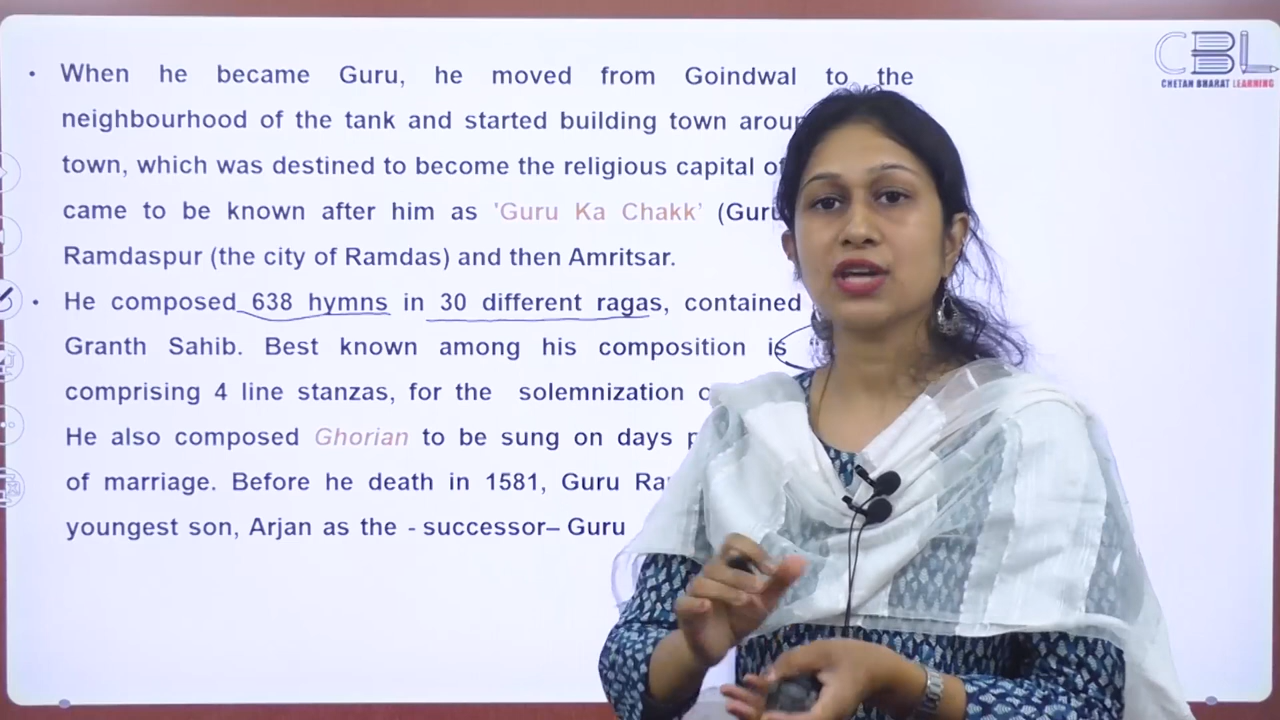 CBL
CHETAN BHARAT LEARNING
• When he became Guru, he moved from Goindwal to the
neighbourhood of the tank and started building town
town, which was destined to become the religious capital
came to be known after him as 'Guru Ka Chakk'
Ramdaspur (the city of Ramdas) and then Amritsar.
• He composed 638 hymns in 30 different ragas, contained
Granth Sahib. Best known among his composition is
comprising 4 line stanzas, for the solemnization
He also composed Ghorian to be sung on days
of marriage. Before he death in 1581, Guru
youngest son, Arjan as the - successor– Guru